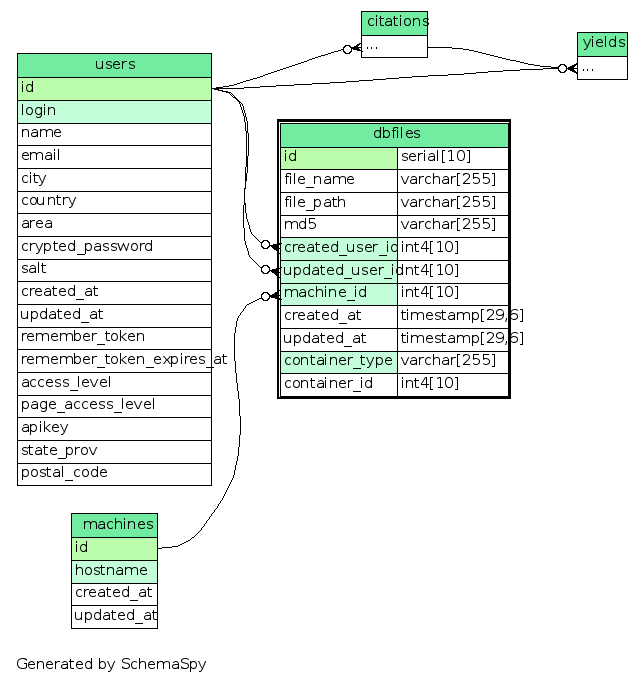 citations
...
yields
...
users
id
login
name
email
city
country
area
crypted_password
salt
created_at
updated_at
remember_token
remember_token_expires_at
access_level
page_access_level
apikey
state_prov
postal_code
dbfiles
id serial[10]
file_name varchar[255]
file_path varchar[255]
md5 varchar[255]
created_user_id int4[10]
updated_user_id int4[10]
machine_id int4[10]
created_at timestamp[29,6]
updated_at timestamp[29,6]
container_type varchar[255]
container_id int4[10]
machines
id
hostname
created_at
updated_at
Generated by SchemaSpy